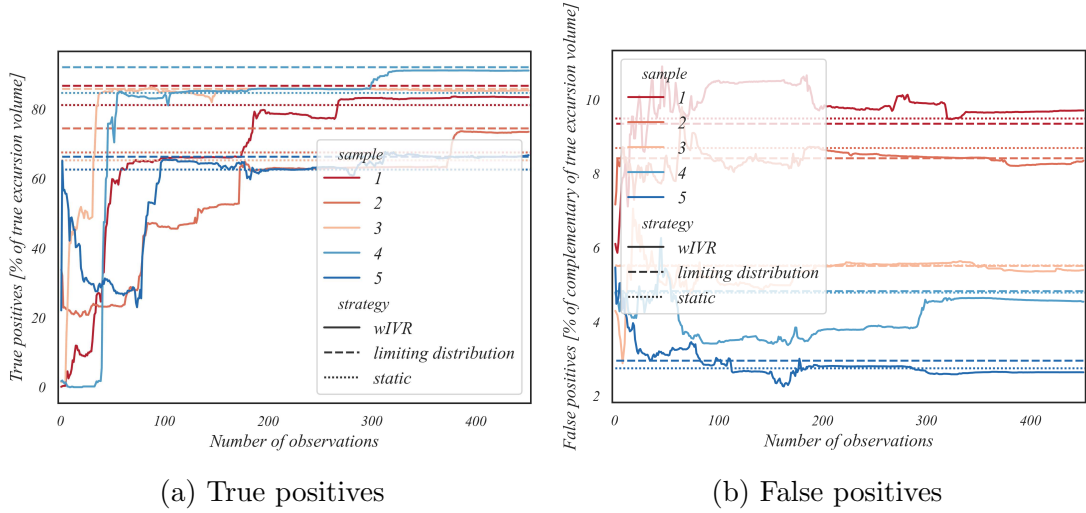 True positives [% of true excursion volume]
80
60
40
20
0
sample
1
2
3
4
5
strategy
wIVR
limiting distribution
static
0 100 200 300 400
Number of observations
(a) True positives
False positives [% of complementary of true excursion volume]
10
8
6
4
2
sample
1
2
3
4
5
strategy
wIVR
limiting distribution
static
0 100 200 300 400
Number of observations
(b) False positives